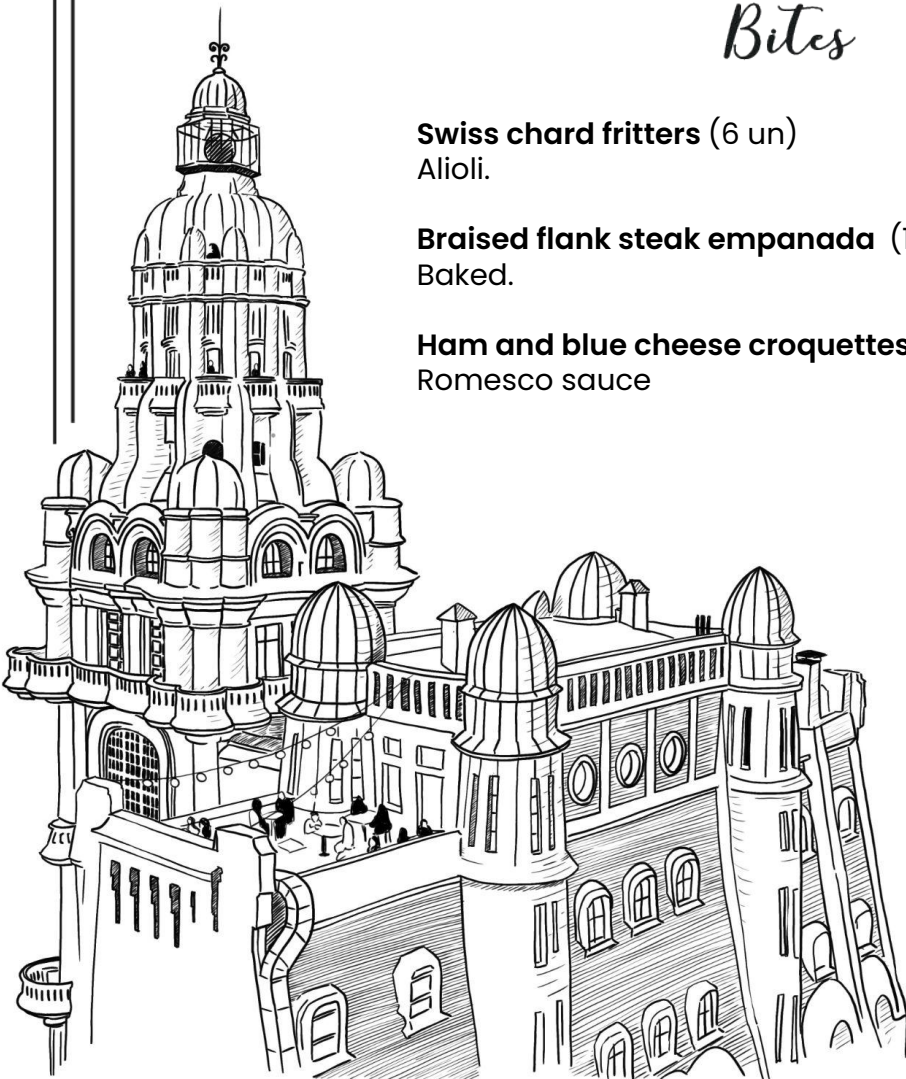 Bites
Swiss chard fritters (6 un)
Alioli.
Braised flank steak empanada (1
Baked.
Ham and blue cheese croquettes
Romesco sauce